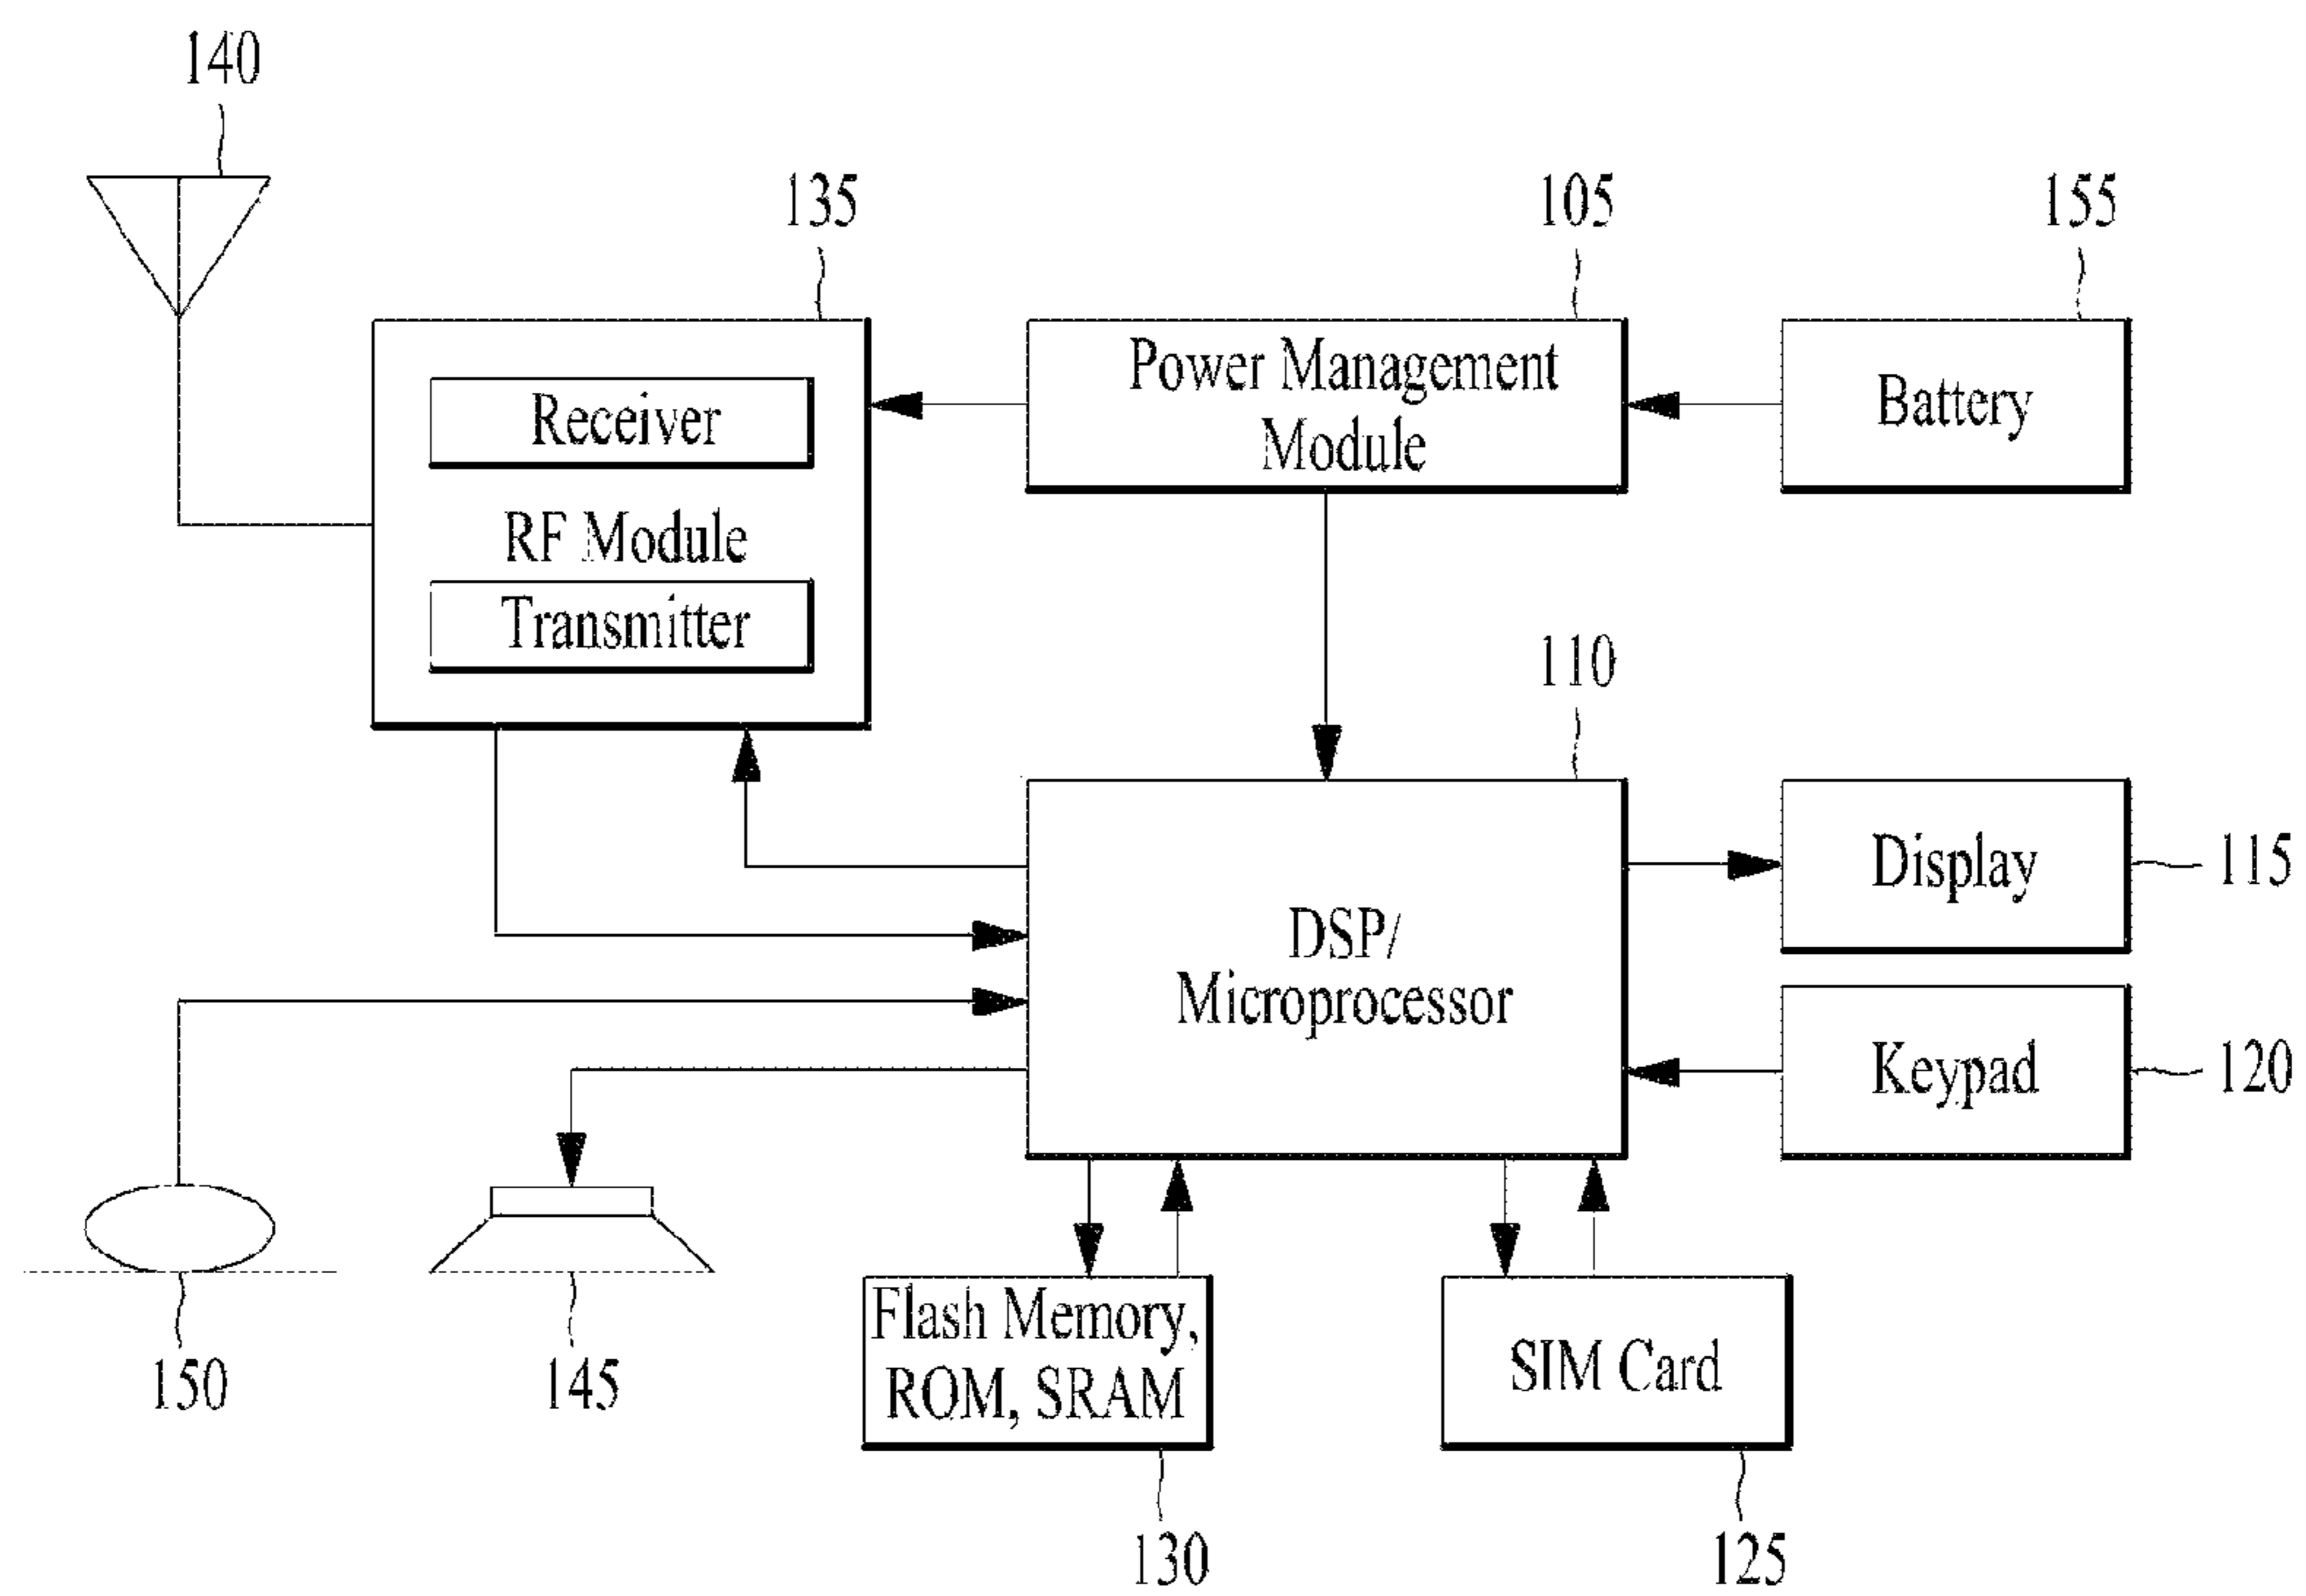 140
135
105
155
Power Management
Module
Battery
Receiver
RF Module
Transmitter
110
Display
115
DSP/
Microprocessor
Keypad
120
150
145
Flash Memory,
ROM, SRAM
SIM Card
130
125